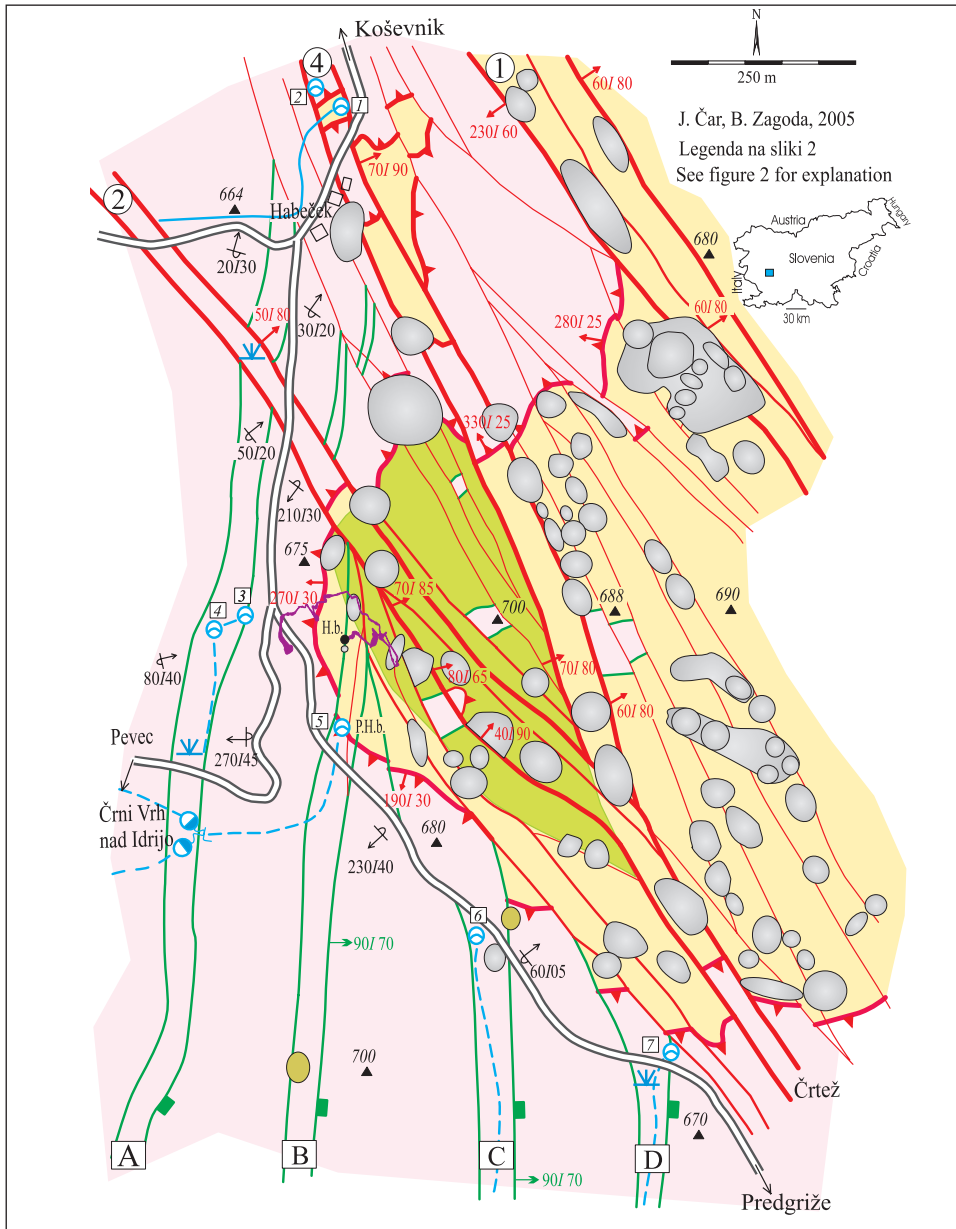 Koševnik
N
250 m
J. Čar, B. Zagoda, 2005
Legenda na sliki 2
See figure 2 for explanation
Austria
Hungary
Slovenia
Croatia
Italy
30 km
4
1
2
1
60/80
230/60
70/90
2
664
Habeček
20/30
680
50/80
30/20
280/25
60/80
330/25
50/20
210/30
675
270/30
70/85
700
688
690
3
4
H.b.
80/65
70/80
60/80
80/40
5
P.H.b.
40/90
Pevec
270/45
190/30
Črni Vrh
nad Idrijo
680
230/40
6
90/70
60/05
7
700
Črtež
670
A
B
C
D
90/70
Predgriže